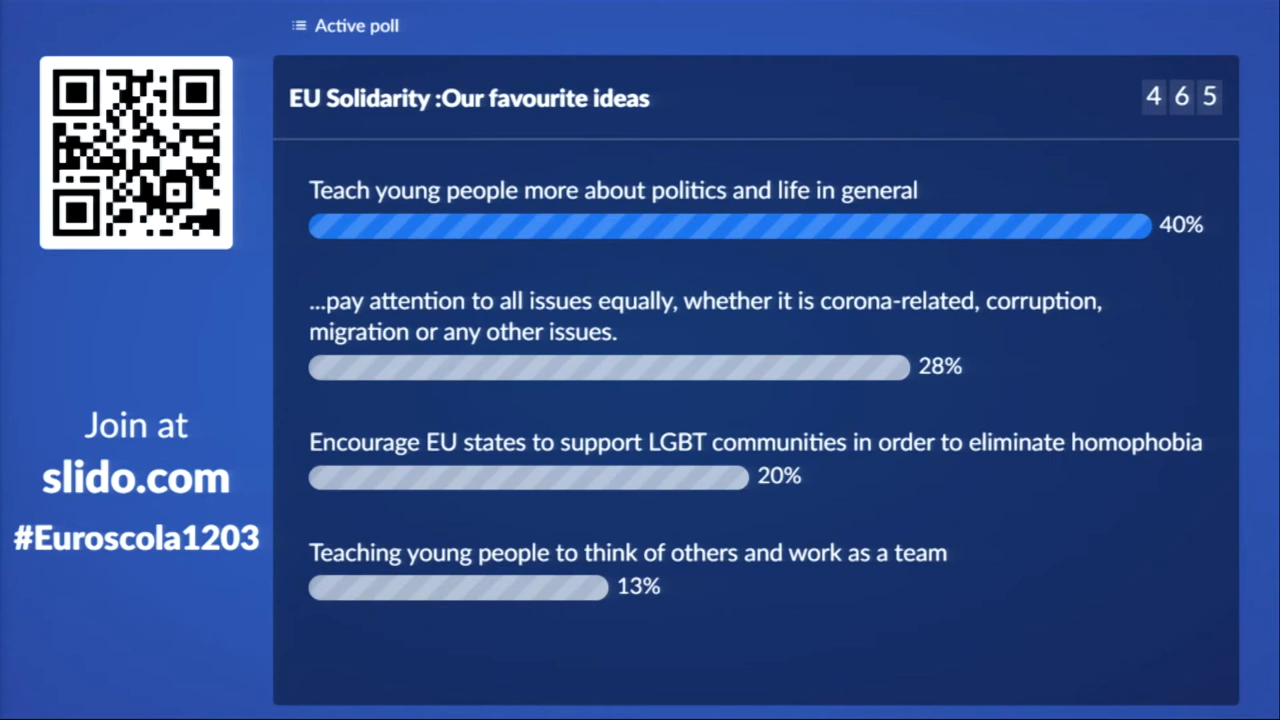 Active poll
EU Solidarity :Our favourite ideas
465
Teach young people more about politics and life in general
40%
...pay attention to all issues equally, whether it is corona-related, corruption,
migration or any other issues.
28%
Encourage EU states to support LGBT communities in order to eliminate homophobia
20%
Teaching young people to think of others and work as a team
13%
Join at
slido.com
#Euroscola1203